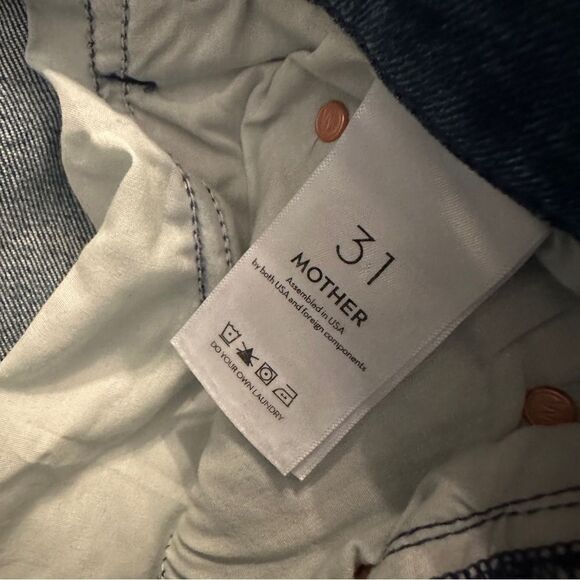 31
MOTHER
Assembled in USA
by both USA and foreign components
DO YOUR OWN LAUNDRY